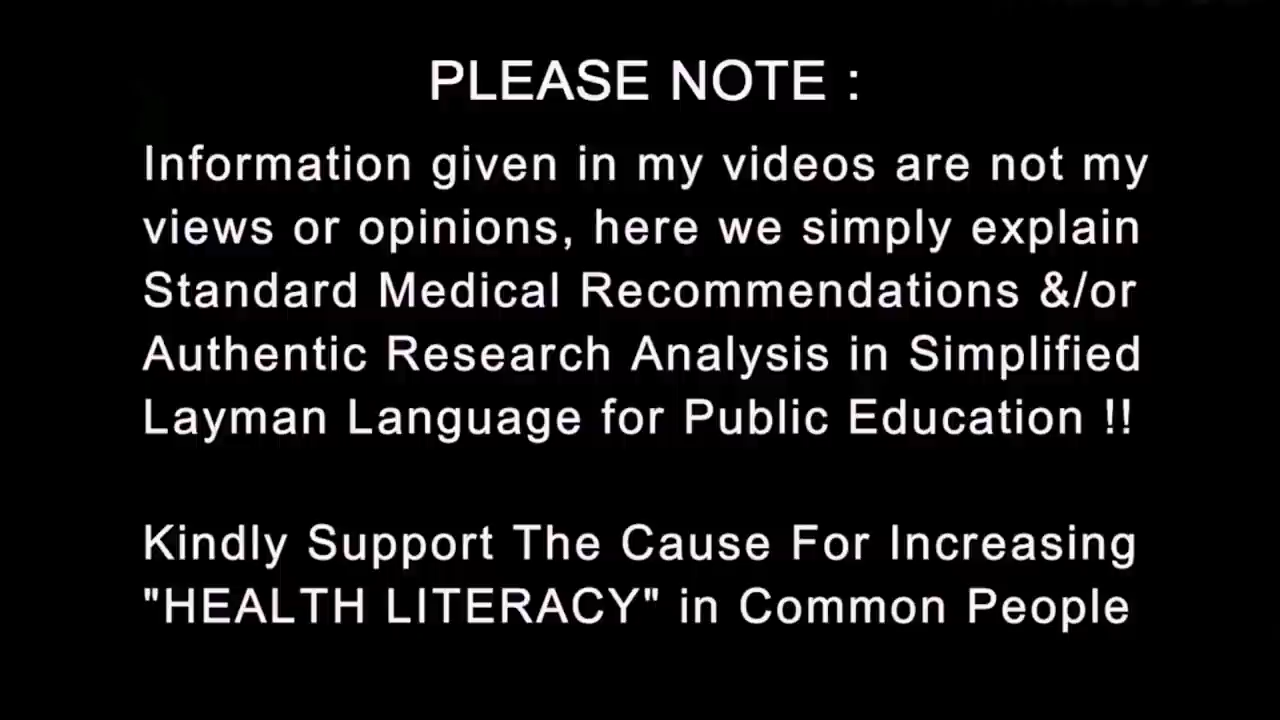 PLEASE NOTE :
Information given in my videos are not my
views or opinions, here we simply explain
Standard Medical Recommendations &/or
Authentic Research Analysis in Simplified
Layman Language for Public Education !!
Kindly Support The Cause For Increasing
"HEALTH LITERACY" in Common People